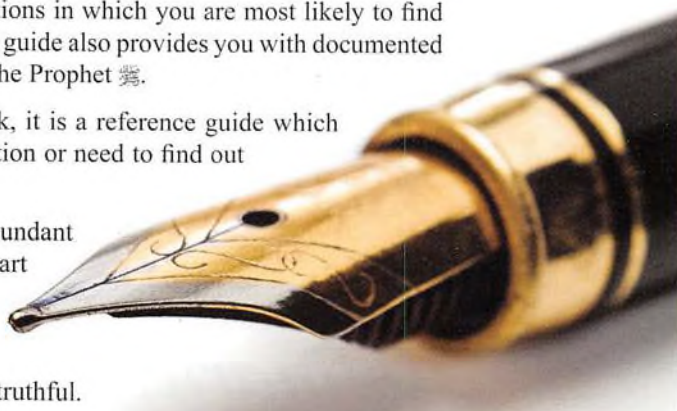 ions in which you are most likely to find
guide also provides you with documented
he Prophet ﷺ.
k, it is a reference guide which
tion or need to find out
undant
art
truthful.